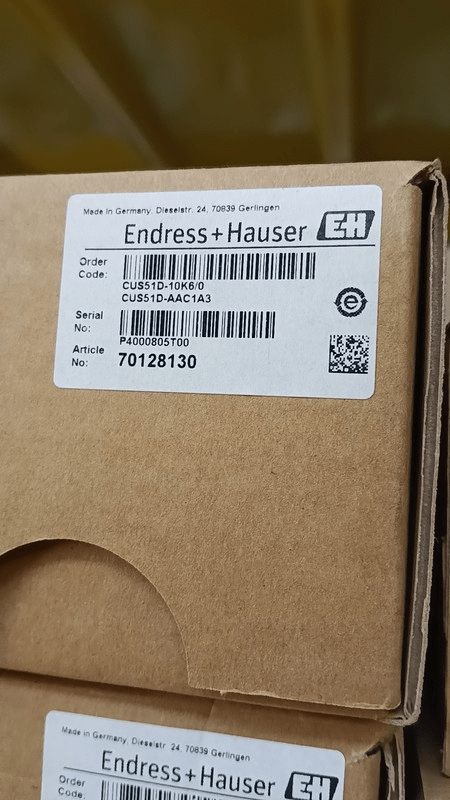 Made in Germany, Dieselstr. 24, 70839 Gerlingen
Endress+Hauser EH
Order
Code:
CUS51D-10K6/0
CUS51D-AAC1A3
Serial
No:
P4000805T00
Article
No:
70128130
Made in Germany, Dieselstr. 24, 70839 Gerlingen
Endress+Hauser EH
Order
Code: